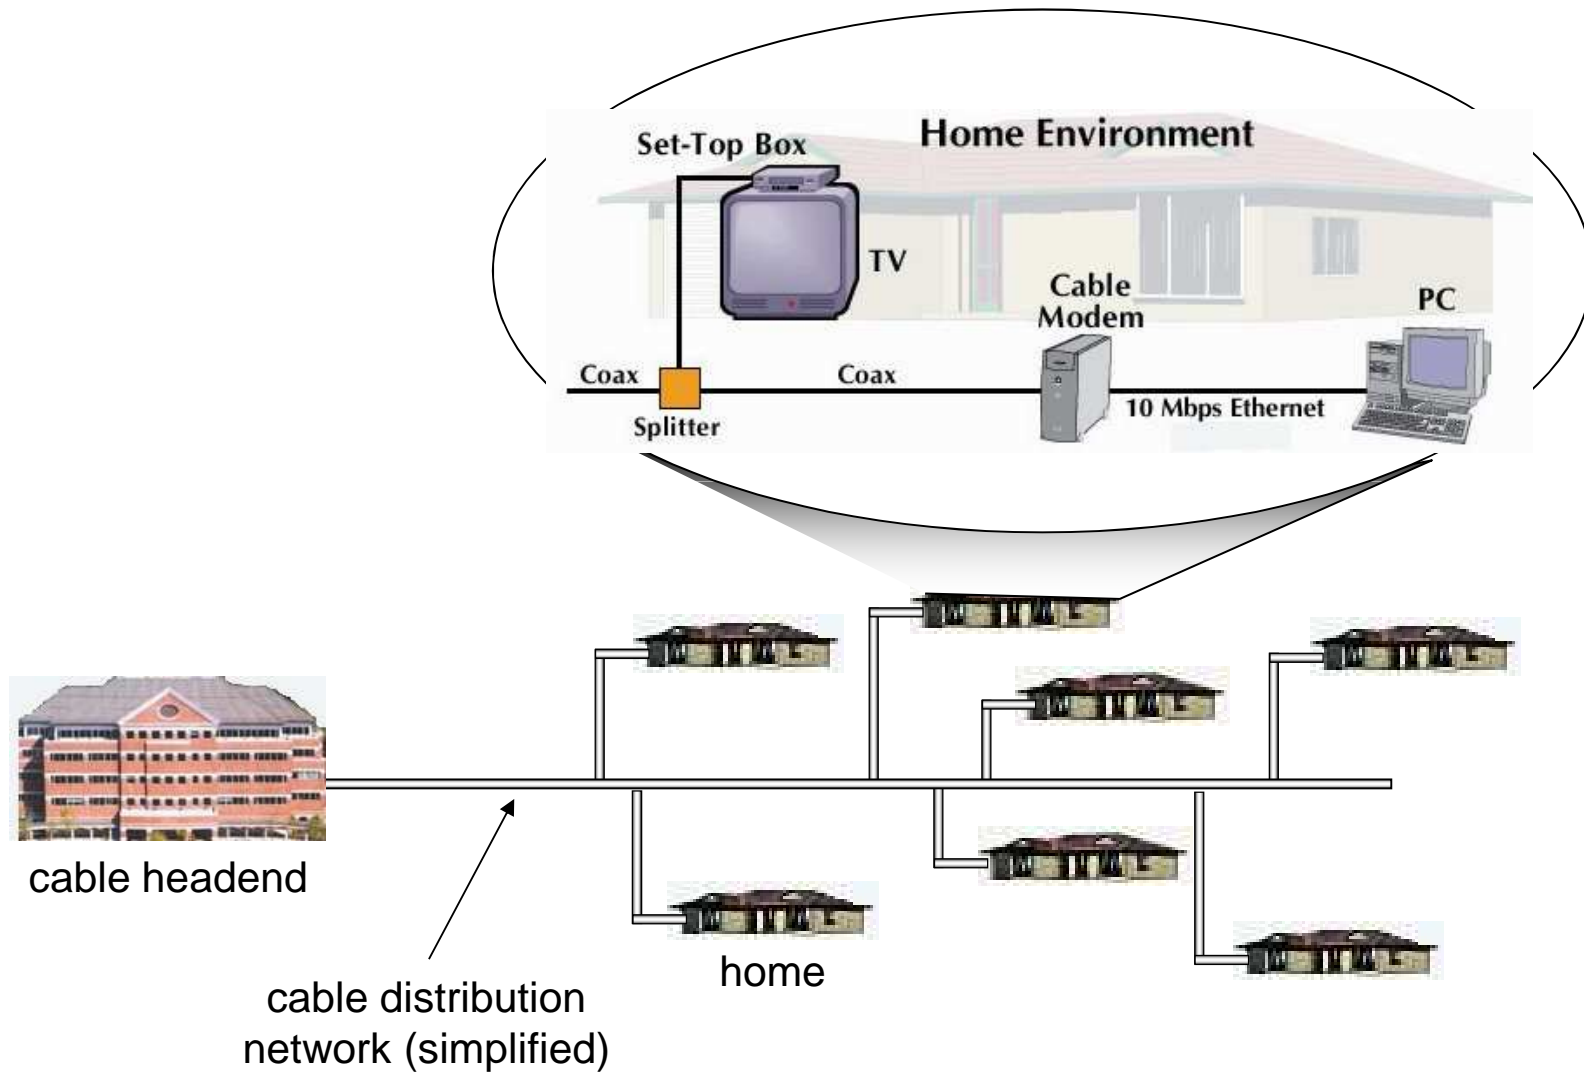 Home Environment
Set-Top Box
TV
Cable
Modem
PC
Coax
Coax
10 Mbps Ethernet
Splitter
cable headend
home
cable distribution
network (simplified)